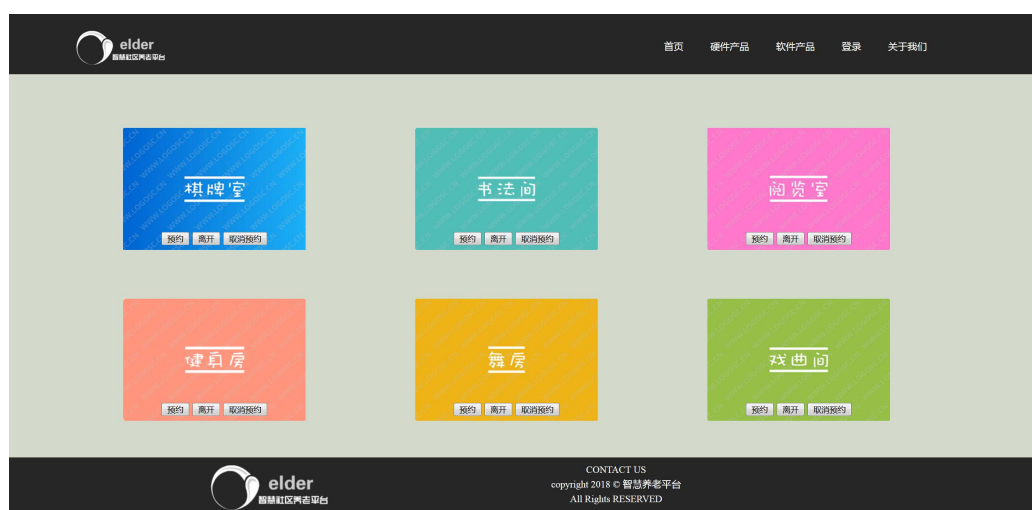 elder
智慧社区养老平台
首页 硬件产品 软件产品 登录 关于我们
棋牌室
预约 离开 取消预约
书法间
预约 离开 取消预约
阅览室
预约 离开 取消预约
健身房
预约 离开 取消预约
舞房
预约 离开 取消预约
戏曲间
预约 离开 取消预约
elder
智慧社区养老平台
CONTACT US
copyright 2018 © 智慧养老平台
All Rights RESERVED